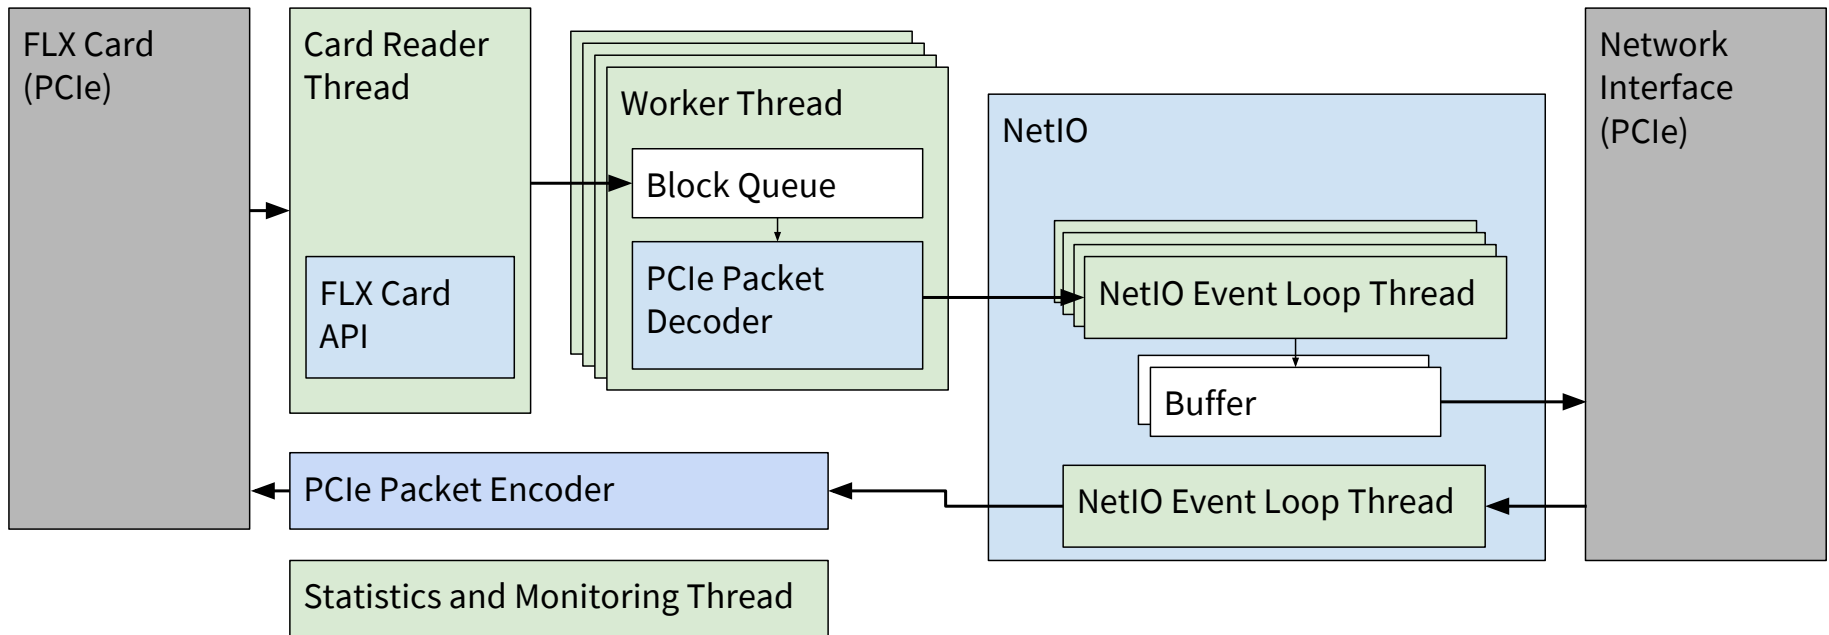 FLX Card
(PCIe)
Card Reader
Thread
FLX Card
API
Worker Thread
Block Queue
PCIe Packet
Decoder
NetIO
NetIO Event Loop Thread
Buffer
NetIO Event Loop Thread
Network
Interface
(PCIe)
PCIe Packet Encoder
Statistics and Monitoring Thread